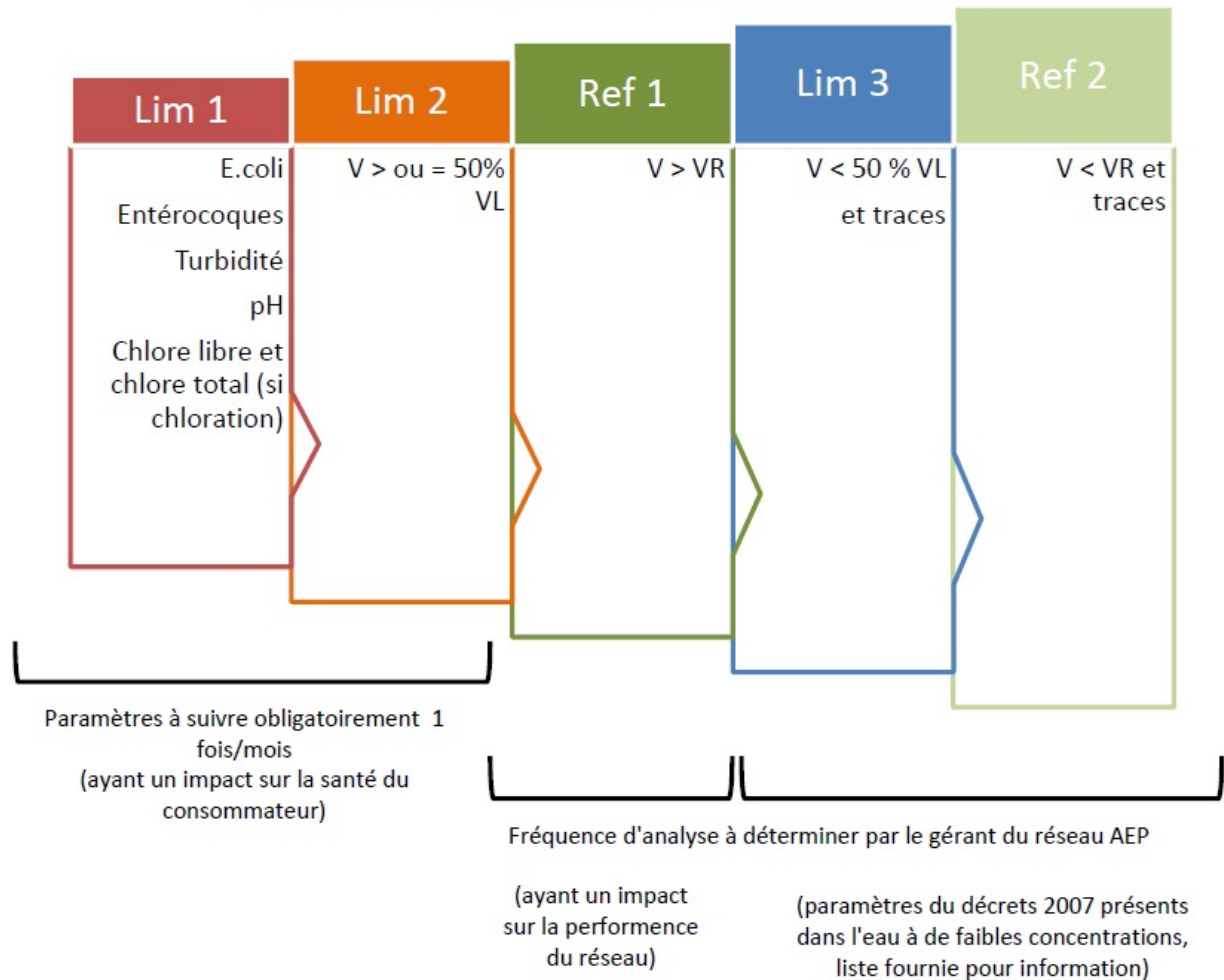 Lim 1
Lim 2
Ref 1
Lim 3
Ref 2
E.coli
Entérocoques
Turbidité
pH
Chlore libre et
chlore total (si
chloration)
V > ou = 50%
VL
V > VR
V < 50 % VL
et traces
V < VR et
traces
Paramètres à suivre obligatoirement 1
fois/mois
(ayant un impact sur la santé du
consommateur)
Fréquence d'analyse à déterminer par le gérant du réseau AEP
(ayant un impact
sur la performence
du réseau)
(paramètres du décrets 2007 présents
dans l'eau à de faibles concentrations,
liste fournie pour information)